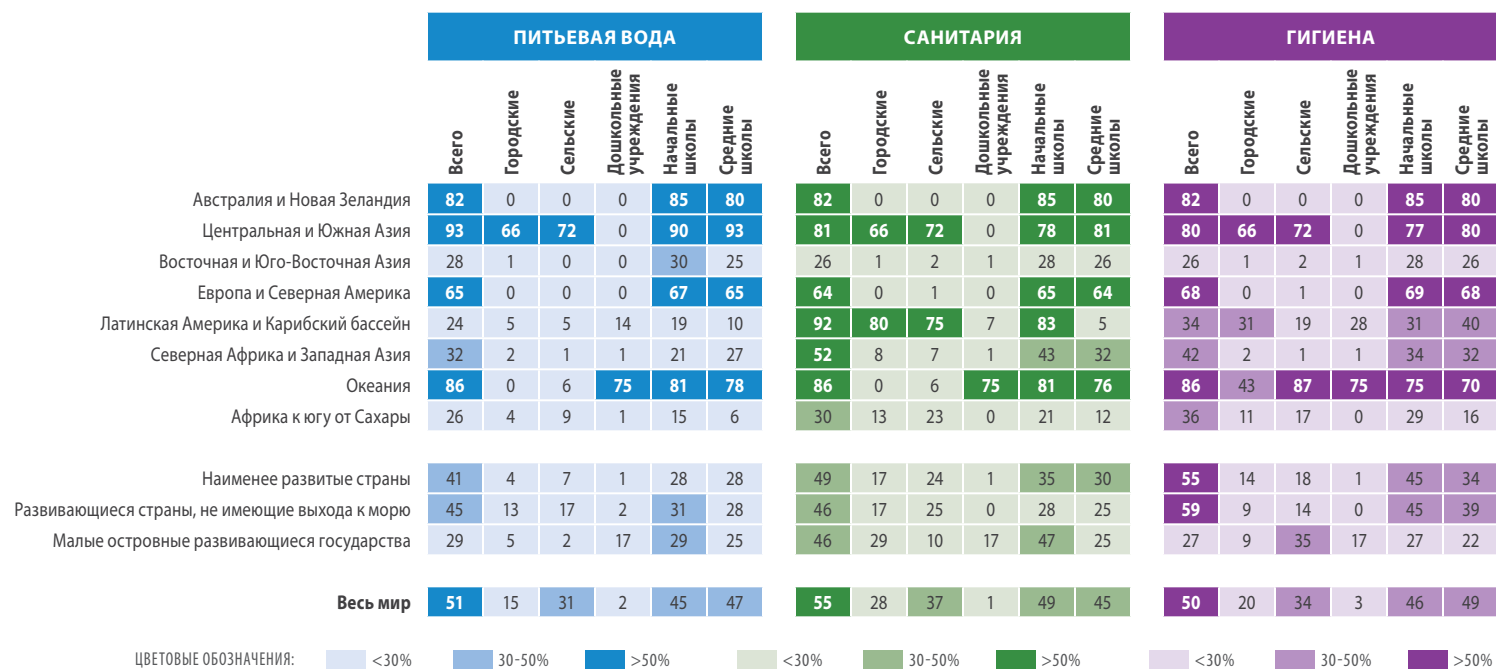 ПИТЬЕВАЯ ВОДА САНИТАРИЯ ГИГИЕНА
Всего Городские Сельские Дошкольные учреждения Начальные школы Средние школы Всего Городские Сельские Дошкольные учреждения Начальные школы Средние школы Всего Городские Сельские Дошкольные учреждения Начальные школы Средние школы
Австралия и Новая Зеландия 82 0 0 0 85 80 82 0 0 0 85 80 82 0 0 0 85 80
Центральная и Южная Азия 93 66 72 0 90 93 81 66 72 0 78 81 80 66 72 0 77 80
Восточная и Юго-Восточная Азия 28 1 0 0 30 25 26 1 2 1 28 26 26 1 2 1 28 26
Европа и Северная Америка 65 0 0 0 67 65 64 0 1 0 65 64 68 0 1 0 69 68
Латинская Америка и Карибский бассейн 24 5 5 14 19 10 92 80 75 7 83 5 34 31 19 28 31 40
Северная Африка и Западная Азия 32 2 1 1 21 27 52 8 7 1 43 32 42 2 1 1 34 32
Океания 86 0 6 75 81 78 86 0 6 75 81 76 86 43 87 75 75 70
Африка к югу от Сахары 26 4 9 1 15 6 30 13 23 0 21 12 36 11 17 0 29 16
Наименее развитые страны 41 4 7 1 28 28 49 17 24 1 35 30 55 14 18 1 45 34
Развивающиеся страны, не имеющие выхода к морю 45 13 17 2 31 28 46 17 25 0 28 25 59 9 14 0 45 39
Малые островные развивающиеся государства 29 5 2 17 29 25 46 29 10 17 47 25 27 9 35 17 27 22
Весь мир 51 15 31 2 45 47 55 28 37 1 49 45 50 20 34 3 46 49
ЦВЕТОВЫЕ ОБОЗНАЧЕНИЯ: <30% 30-50% >50% <30% 30-50% >50% <30% 30-50% >50%